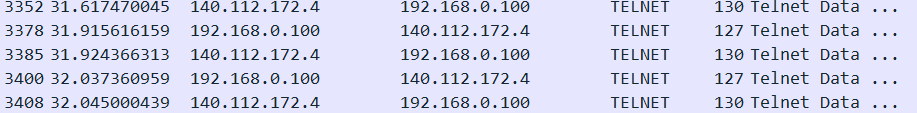 3352 31.617470045 140.112.172.4 192.168.0.100 TELNET 130 Telnet Data ...
3378 31.915616159 192.168.0.100 140.112.172.4 TELNET 127 Telnet Data ...
3385 31.924366313 140.112.172.4 192.168.0.100 TELNET 130 Telnet Data ...
3400 32.037360959 192.168.0.100 140.112.172.4 TELNET 127 Telnet Data ...
3408 32.045000439 140.112.172.4 192.168.0.100 TELNET 130 Telnet Data ...